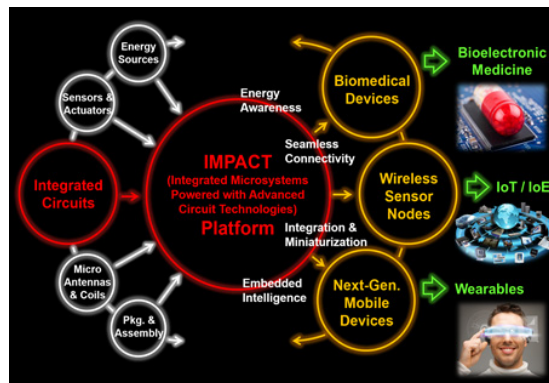 Energy
Sources
Sensors &
Actuators
Integrated
Circuits
Micro
Antennas
& Coils
Pkg. &
Assembly
IMPACT
(Integrated Microsystems
Powered with Advanced
Circuit Technologies)
Platform
Energy
Awareness
Seamless
Connectivity
Integration &
Miniaturization
Embedded
Intelligence
Biomedical
Devices
Wireless
Sensor
Nodes
Next-Gen.
Mobile
Devices
Bioelectronic
Medicine
IoT / IoE
Wearables